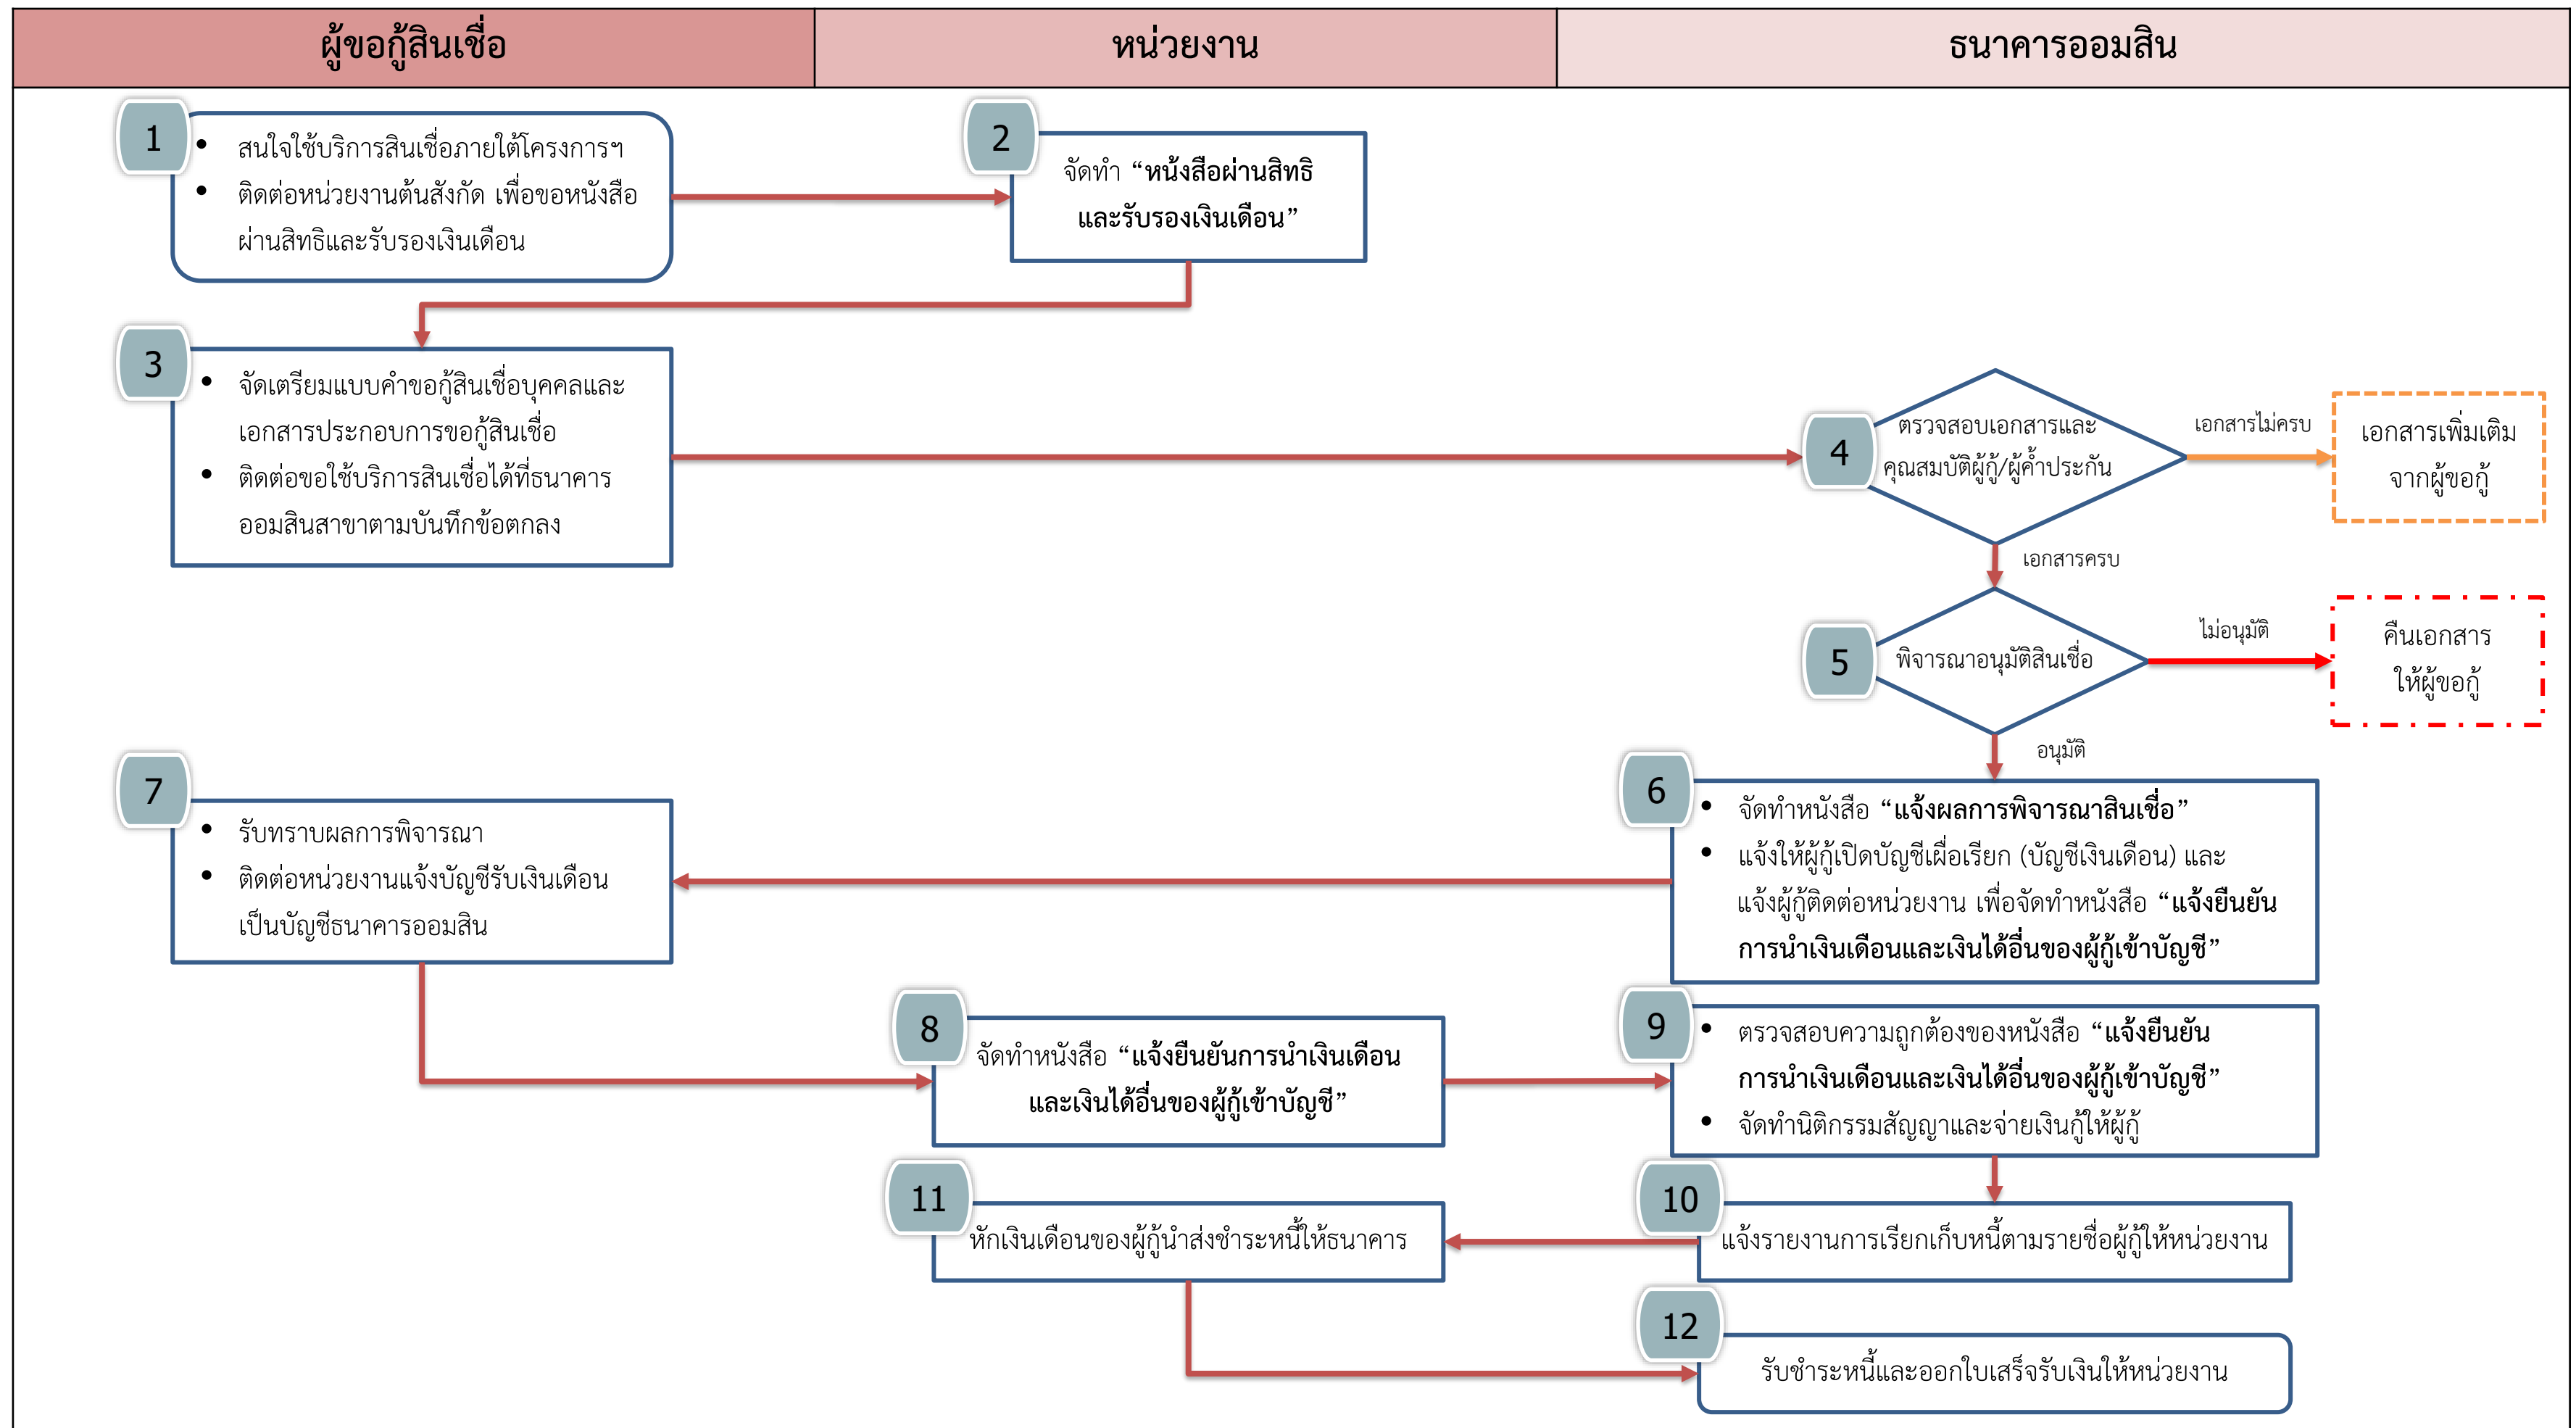 ผู้ขอกู้สินเชื่อ
หน่วยงาน
ธนาคารออมสิน
1
• สนใจใช้บริการสินเชื่อภายใต้โครงการฯ
• ติดต่อหน่วยงานต้นสังกัด เพื่อขอหนังสือ
ผ่านสิทธิและรับรองเงินเดือน
2
จัดทำ “หนังสือผ่านสิทธิ
และรับรองเงินเดือน”
3
• จัดเตรียมแบบคำขอกู้สินเชื่อบุคคลและ
เอกสารประกอบการขอกู้สินเชื่อ
• ติดต่อขอใช้บริการสินเชื่อได้ที่ธนาคาร
ออมสินสาขาตามบันทึกข้อตกลง
4
ตรวจสอบเอกสารและ
คุณสมบัติผู้กู้/ผู้ค้ำประกัน
เอกสารไม่ครบ
เอกสารเพิ่มเติม
จากผู้ขอกู้
เอกสารครบ
5
พิจารณาอนุมัติสินเชื่อ
ไม่อนุมัติ
คืนเอกสาร
ให้ผู้ขอกู้
อนุมัติ
6
• จัดทำหนังสือ “แจ้งผลการพิจารณาสินเชื่อ”
• แจ้งให้ผู้กู้เปิดบัญชีเผื่อเรียก (บัญชีเงินเดือน) และ
แจ้งผู้กู้ติดต่อหน่วยงาน เพื่อจัดทำหนังสือ “แจ้งยืนยัน
การนำเงินเดือนและเงินได้อื่นของผู้กู้เข้าบัญชี”
7
• รับทราบผลการพิจารณา
• ติดต่อหน่วยงานแจ้งบัญชีรับเงินเดือน
เป็นบัญชีธนาคารออมสิน
8
จัดทำหนังสือ “แจ้งยืนยันการนำเงินเดือน
และเงินได้อื่นของผู้กู้เข้าบัญชี”
9
• ตรวจสอบความถูกต้องของหนังสือ “แจ้งยืนยัน
การนำเงินเดือนและเงินได้อื่นของผู้กู้เข้าบัญชี”
• จัดทำนิติกรรมสัญญาและจ่ายเงินกู้ให้ผู้กู้
10
แจ้งรายงานการเรียกเก็บหนี้ตามรายชื่อผู้กู้ให้หน่วยงาน
11
หักเงินเดือนของผู้กู้นำส่งชำระหนี้ให้ธนาคาร
12
รับชำระหนี้และออกใบเสร็จรับเงินให้หน่วยงาน